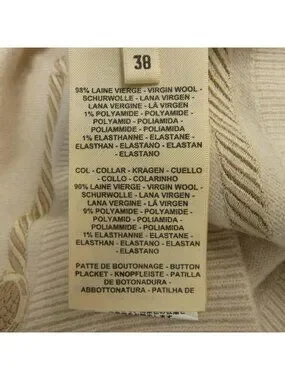 38
98% LAINE VIERGE - VIRGIN WOOL -
SCHURWOLLE - LANA VIRGEN -
LANA VERGINE - LÃ VIRGEN
1% POLYAMIDE - POLYAMIDE -
POLYAMID - POLIAMIDA -
POLIAMMIDE - POLIAMIDA
1% ELASTHANNE - ELASTANE -
ELASTHAN - ELASTANO - ELASTAN
- ELASTANO
COL - COLLAR - KRAGEN - CUELLO
- COLLO - COLARINHO
90% LAINE VIERGE - VIRGIN WOOL -
SCHURWOLLE - LANA VIRGEN -
LANA VERGINE - LÃ VIRGEN
9% POLYAMIDE - POLYAMIDE -
POLYAMID - POLIAMIDA -
POLIAMMIDE - POLIAMIDA
1% ELASTHANNE - ELASTANE -
ELASTHAN - ELASTANO - ELASTAN
- ELASTANO
PATTE DE BOUTONNAGE - BUTTON
PLACKET - KNOPFLEISTE - PATILLA
DE BOTONADURA -
ABBOTTONATURA - PATILHA DE